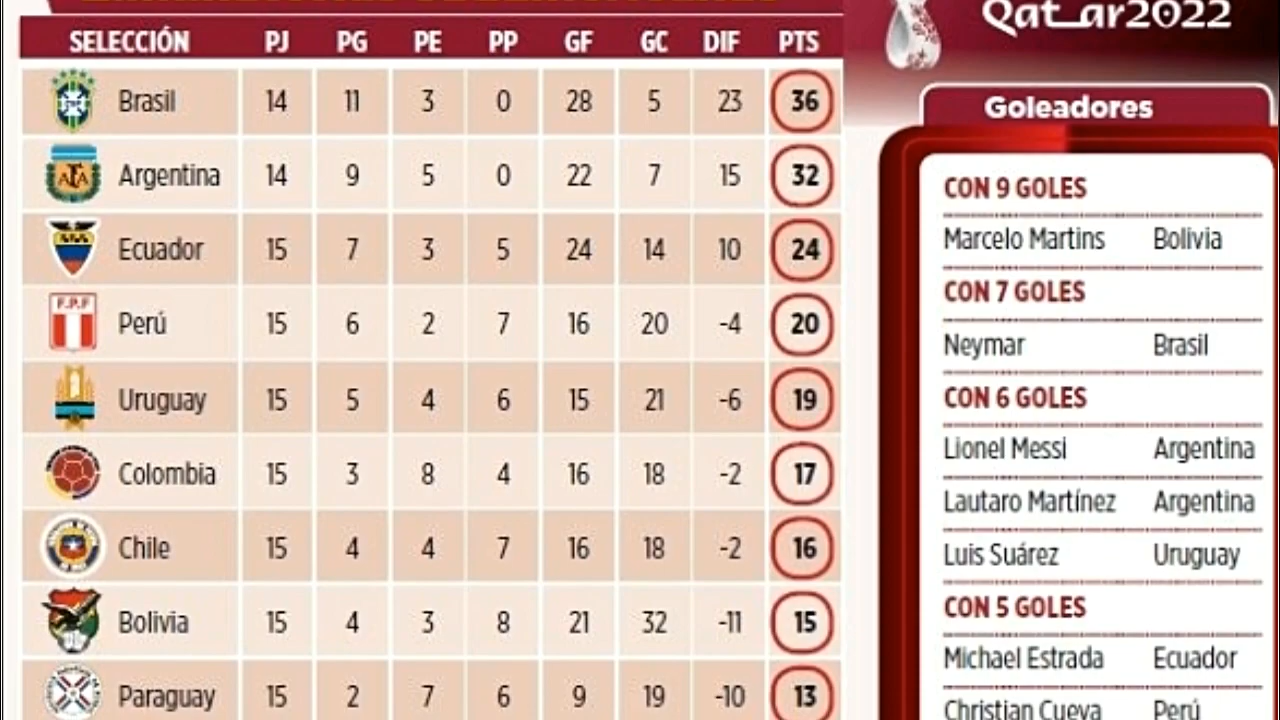 SELECCIÓN PJ PG PE PP GF GC DIF PTS
Brasil 14 11 3 0 28 5 23 36
Argentina 14 9 5 0 22 7 15 32
Ecuador 15 7 3 5 24 14 10 24
F.P.F
Perú 15 6 2 7 16 20 -4 20
Uruguay 15 5 4 6 15 21 -6 19
Colombia 15 3 8 4 16 18 -2 17
Chile 15 4 4 7 16 18 -2 16
Bolivia 15 4 3 8 21 32 -11 15
Paraguay 15 2 7 6 9 19 -10 13
Qatar2022
Goleadores
CON 9 GOLES
Marcelo Martins Bolivia
CON 7 GOLES
Neymar Brasil
CON 6 GOLES
Lionel Messi Argentina
Lautaro Martínez Argentina
Luis Suárez Uruguay
CON 5 GOLES
Michael Estrada Ecuador
Christian Cueva Perú